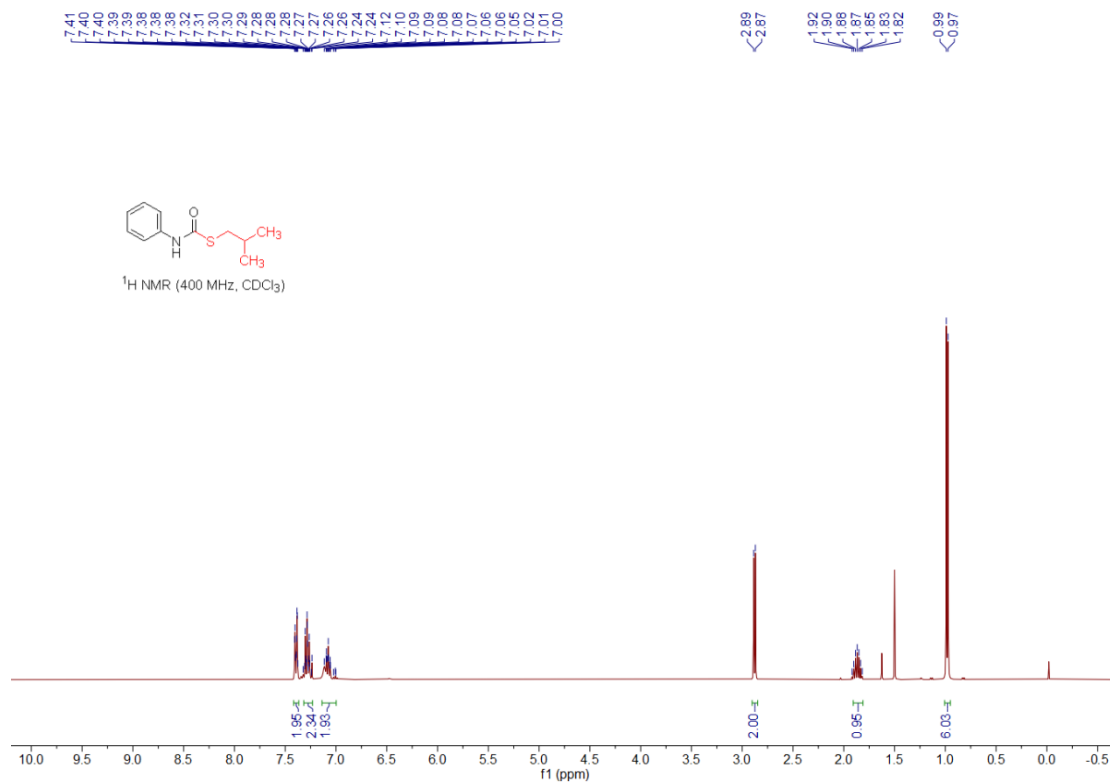 7.41 7.40 7.40 7.39 7.39 7.38 7.38 7.38 7.32 7.31 7.30 7.30 7.29 7.28 7.28 7.28 7.27 7.27 7.26 7.26 7.24 7.24 7.12 7.10 7.09 7.09 7.08 7.08 7.07 7.06 7.06 7.05 7.02 7.01 7.00 2.89 2.87 1.92 1.90 1.88 1.87 1.85 1.83 1.82 0.99 0.97
O
N
H
S
CH₃
CH₃
¹H NMR (400 MHz, CDCl₃)
1.95 2.34 1.93 2.00 0.95 6.03
10.0 9.5 9.0 8.5 8.0 7.5 7.0 6.5 6.0 5.5 5.0 4.5 4.0 3.5 3.0 2.5 2.0 1.5 1.0 0.5 0.0 -0.5
f1 (ppm)